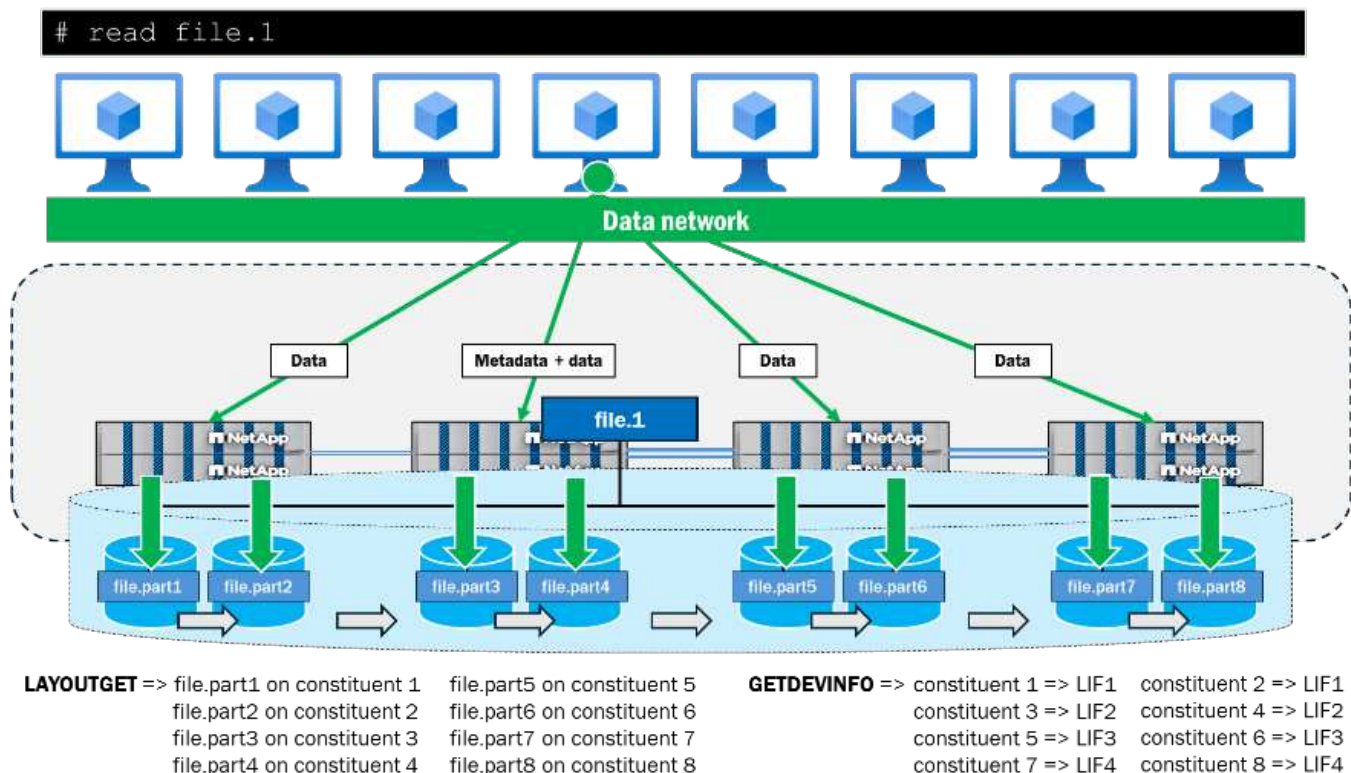 # read file.1
Data network
Data
Metadata + data
Data
Data
file.1
NetApp
NetApp
NetApp
NetApp
NetApp
NetApp
NetApp
NetApp
file.part1
file.part2
file.part3
file.part4
file.part5
file.part6
file.part7
file.part8
LAYOUTGET => file.part1 on constituent 1 file.part5 on constituent 5
file.part2 on constituent 2 file.part6 on constituent 6
file.part3 on constituent 3 file.part7 on constituent 7
file.part4 on constituent 4 file.part8 on constituent 8
GETDEVINFO => constituent 1 => LIF1 constituent 2 => LIF1
constituent 3 => LIF2 constituent 4 => LIF2
constituent 5 => LIF3 constituent 6 => LIF3
constituent 7 => LIF4 constituent 8 => LIF4